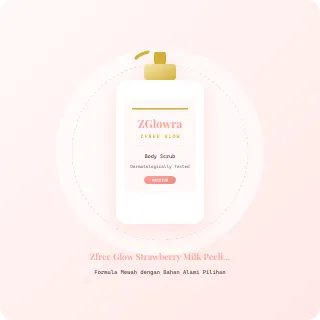 ZGlowra
ZFREE GLOW
Body Scrub
Dermatologically Tested
Zfree Glow Strawberry Milk Peeli...
Formula Mewah dengan Bahan Alami Pilihan